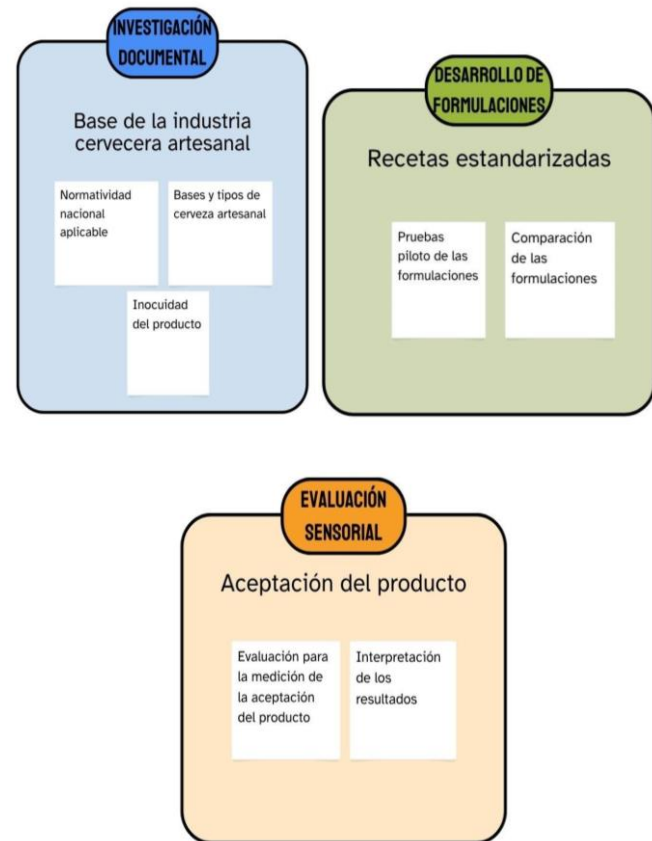 INVESTIGACIÓN
DOCUMENTAL
Base de la industria
cervecera artesanal
Normatividad
nacional
aplicable
Bases y tipos de
cerveza artesanal
Inocuidad
del producto
DESARROLLO DE
FORMULACIONES
Recetas estandarizadas
Pruebas
piloto de las
formulaciones
Comparación
de las
formulaciones
EVALUACIÓN
SENSORIAL
Aceptación del producto
Evaluación para
la medición de
la aceptación
del producto
Interpretación
de los
resultados